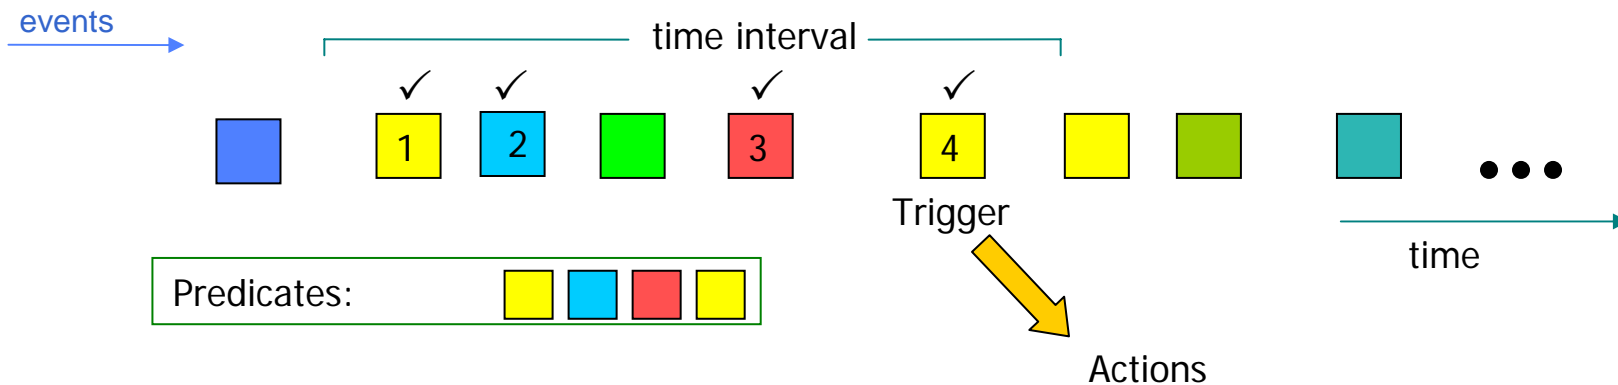 events
time interval
✓ ✓ ✓ ✓
1 2 3 4
Trigger
time
Predicates:
Actions